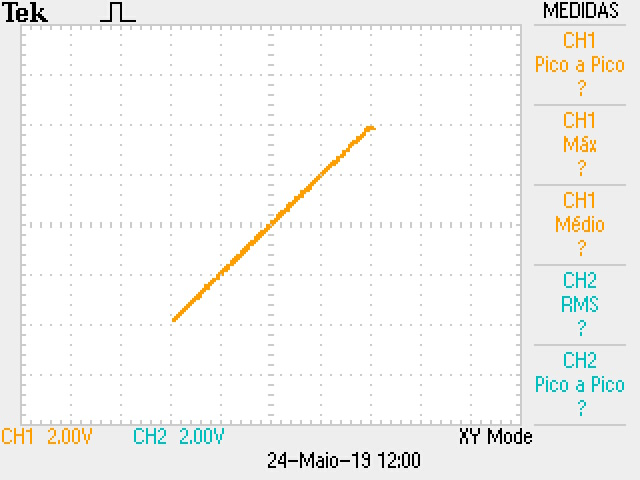 Tek
MEDIDAS
CH1
Pico a Pico
?
CH1
Máx
?
CH1
Médio
?
CH2
RMS
?
CH2
Pico a Pico
?
CH1 2.00V CH2 2.00V XY Mode
24-Maio-19 12:00